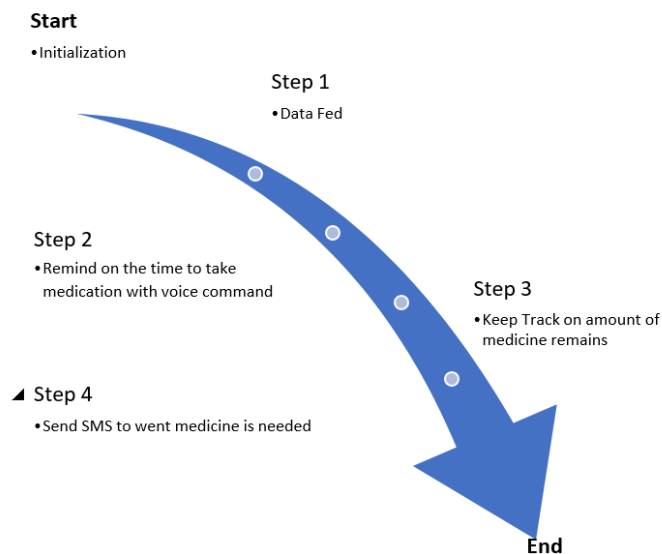 Start
•Initialization
Step 1
•Data Fed
Step 2
•Remind on the time to take
medication with voice command
Step 3
•Keep Track on amount of
medicine remains
Step 4
•Send SMS to went medicine is needed
End